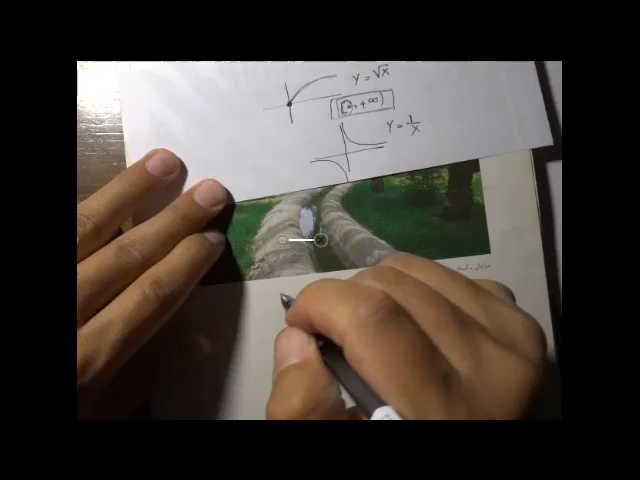 y = √x
[0, +∞)
y = 1/x